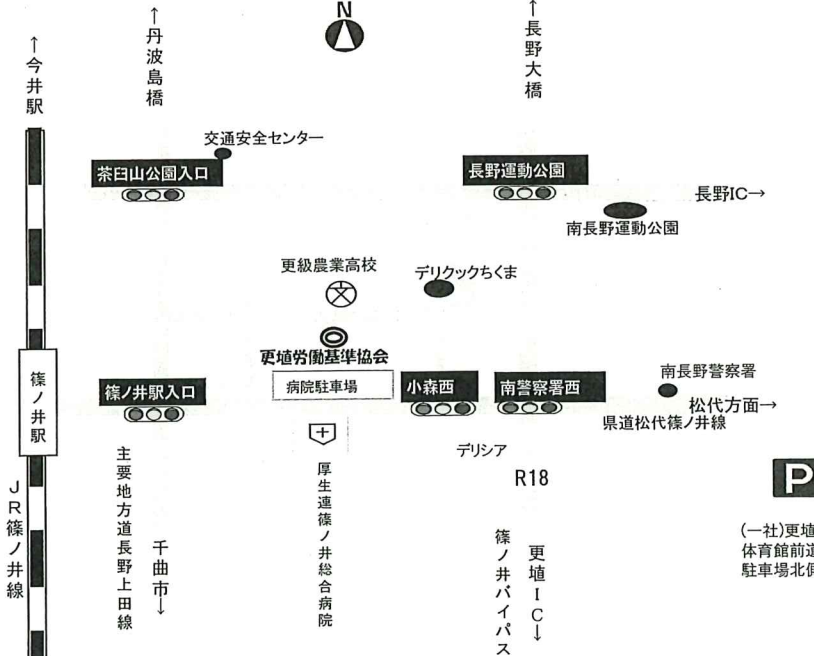 N
↑今井駅
↑丹波島橋
↑長野大橋
交通安全センター
茶臼山公園入口
長野運動公園
長野IC→
南長野運動公園
更級農業高校
デリクックちくま
文
更埴労働基準協会
病院駐車場
篠ノ井駅
篠ノ井駅入口
小森西
南警察署西
南長野警察署
松代方面→
県道松代篠ノ井線
デリシア
R18
P
(一社)更埴
体育館前道
駐車場北側
JR篠ノ井線
主要地方道長野上田線
千曲市↓
厚生連篠ノ井総合病院
篠ノ井バイパス
更埴IC↓